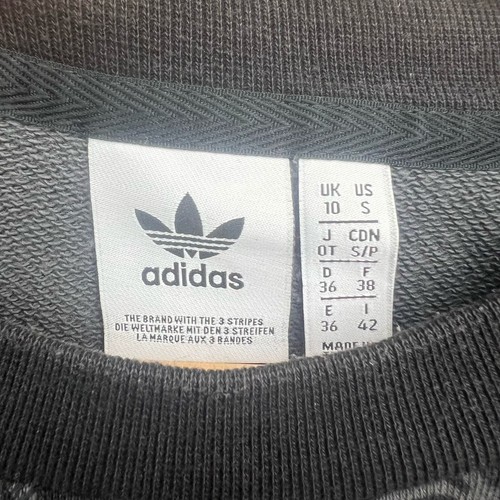 adidas
THE BRAND WITH THE 3 STRIPES
DIE WELTMARKE MIT DEN 3 STREIFEN
LA MARQUE AUX 3 BANDES
UK US
10 S
J CDN
OT S/P
D F
36 38
E I
36 42
MADE